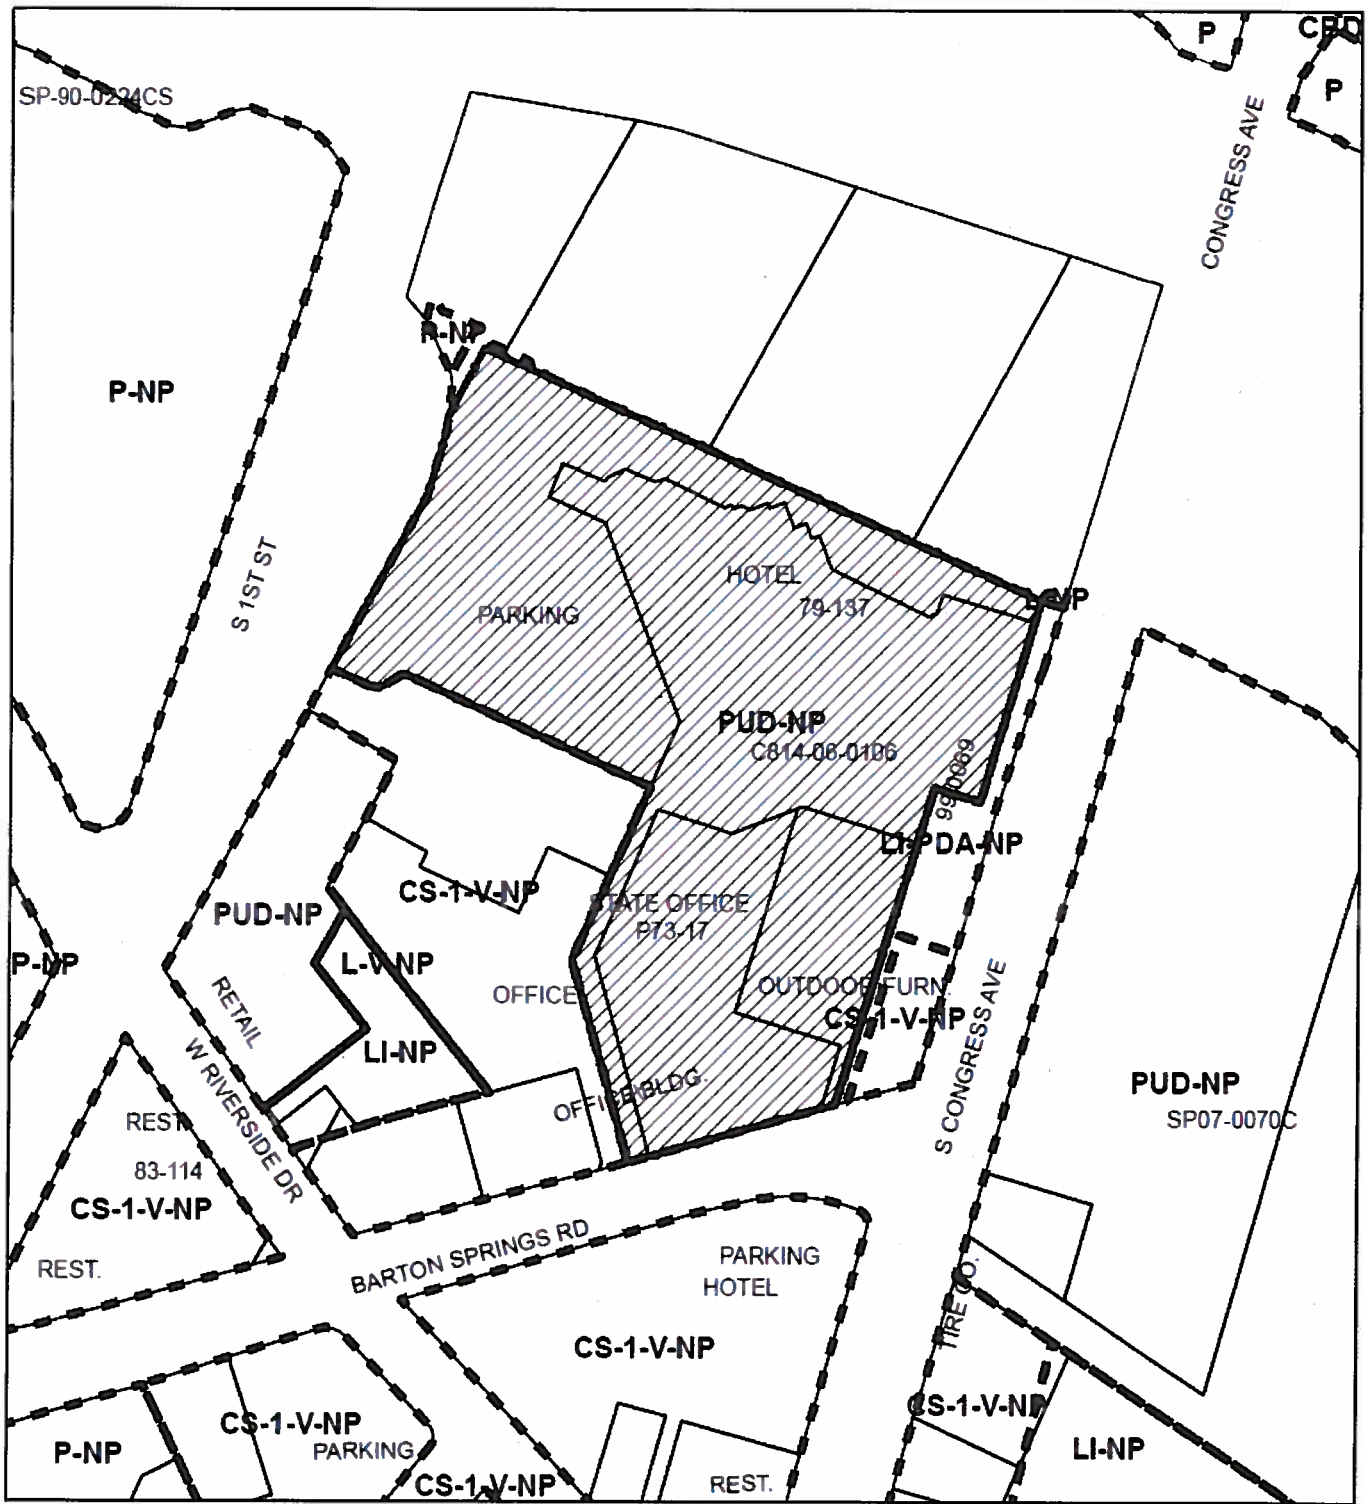 P
CBD
P
SP-90-0224CS
CONGRESS AVE
P-NP
P-NP
S 1ST ST
HOTEL
79-137
PARKING
L-NP
PUD-NP
C814-06-0106
99-0069
LI-PDA-NP
CS-1-V-NP
STATE OFFICE
P73-17
PUD-NP
L-V-NP
P-NP
OFFICE
OUTDOOR FURN.
CS-1-V-NP
RETAIL
LI-NP
W RIVERSIDE DR
OFFICE BLDG.
S CONGRESS AVE
PUD-NP
SP07-0070C
REST.
83-114
CS-1-V-NP
REST.
BARTON SPRINGS RD
PARKING
HOTEL
TIRE CO.
CS-1-V-NP
CS-1-V-NP
CS-1-V-NP
LI-NP
P-NP
PARKING
CS-1-V-NP
REST.